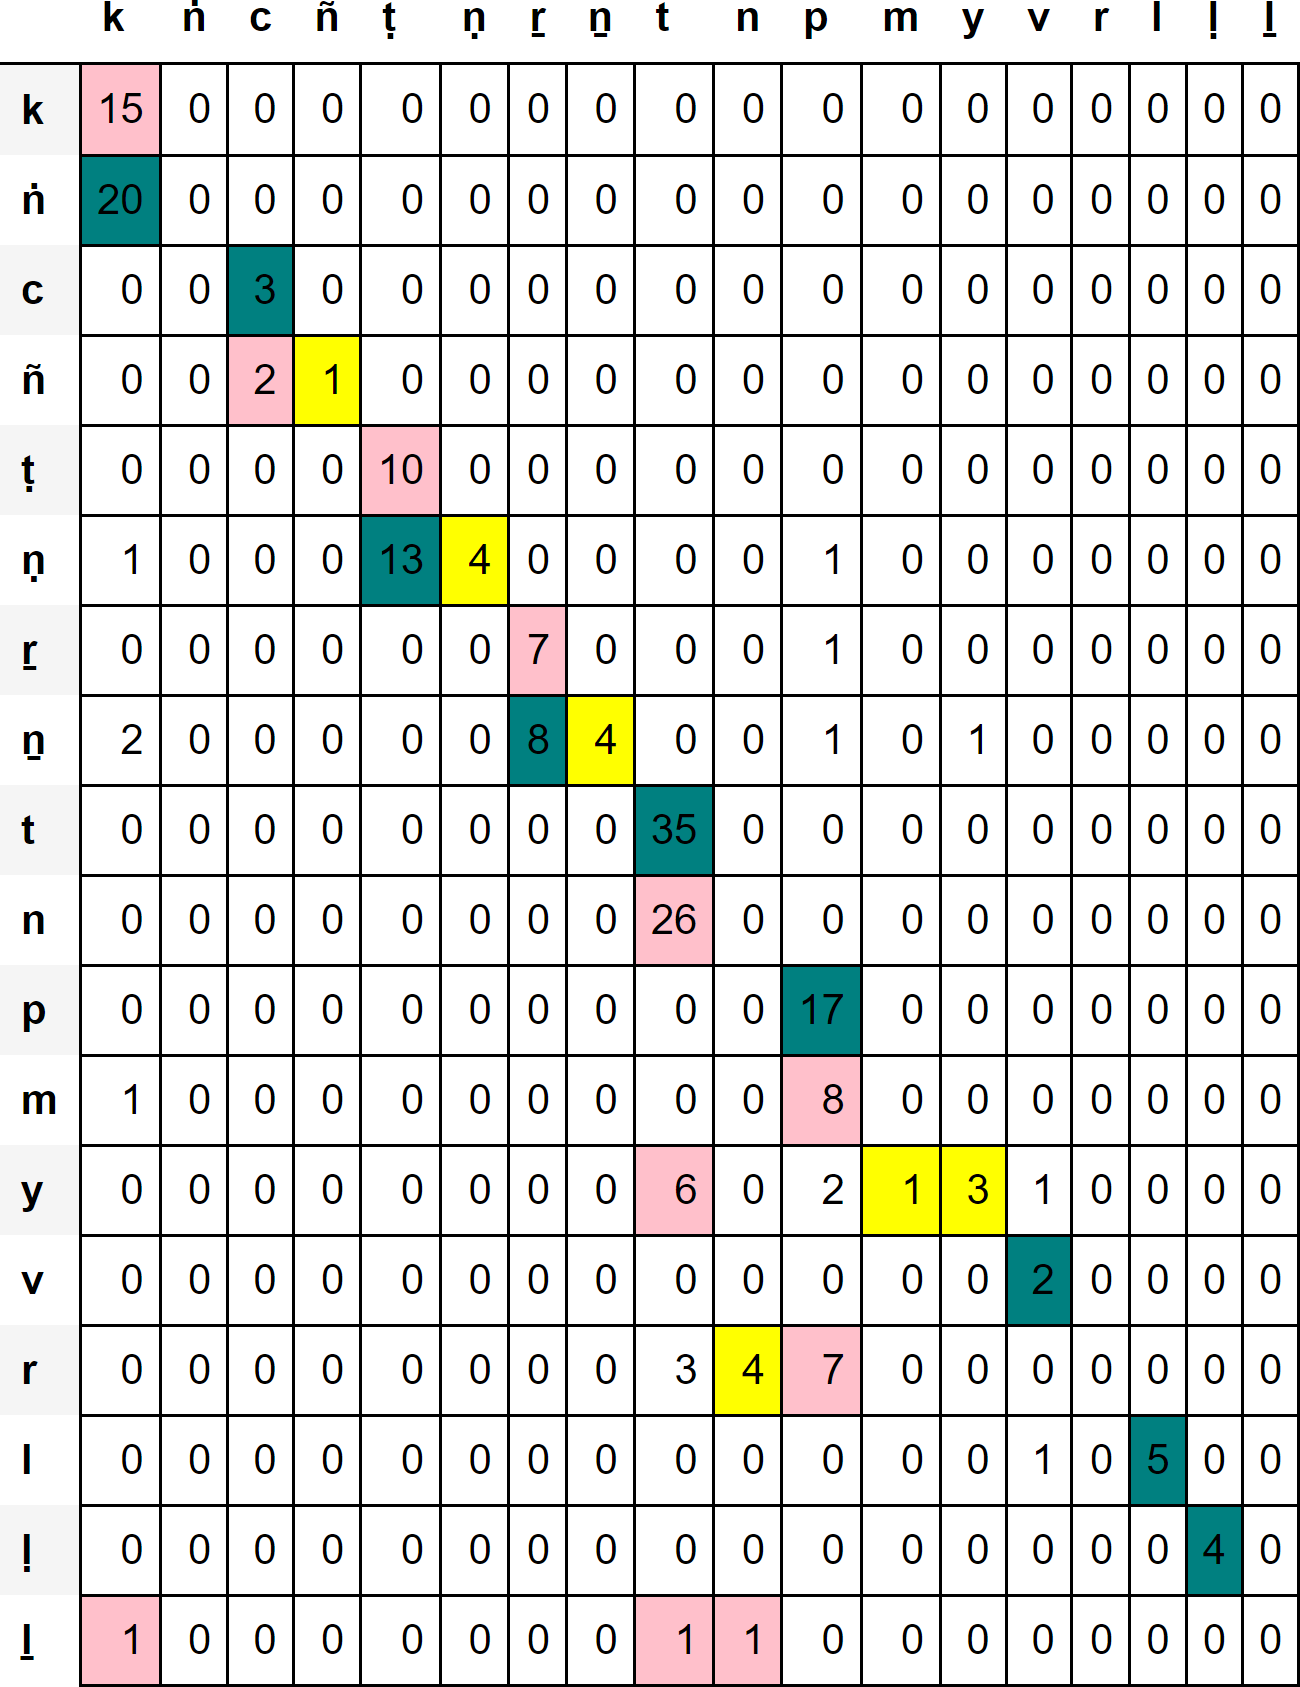 k ṅ c ñ ṭ ṇ ṟ ṉ t n p m y v r l ḷ ḻ
k 15 0 0 0 0 0 0 0 0 0 0 0 0 0 0 0 0 0
ṅ 20 0 0 0 0 0 0 0 0 0 0 0 0 0 0 0 0 0
c 0 0 3 0 0 0 0 0 0 0 0 0 0 0 0 0 0 0
ñ 0 0 2 1 0 0 0 0 0 0 0 0 0 0 0 0 0 0
ṭ 0 0 0 0 10 0 0 0 0 0 0 0 0 0 0 0 0 0
ṇ 1 0 0 0 13 4 0 0 0 0 1 0 0 0 0 0 0 0
ṟ 0 0 0 0 0 0 7 0 0 0 1 0 0 0 0 0 0 0
ṉ 2 0 0 0 0 0 8 4 0 0 1 0 1 0 0 0 0 0
t 0 0 0 0 0 0 0 0 35 0 0 0 0 0 0 0 0 0
n 0 0 0 0 0 0 0 0 26 0 0 0 0 0 0 0 0 0
p 0 0 0 0 0 0 0 0 0 0 17 0 0 0 0 0 0 0
m 1 0 0 0 0 0 0 0 0 0 8 0 0 0 0 0 0 0
y 0 0 0 0 0 0 0 0 6 0 2 1 3 1 0 0 0 0
v 0 0 0 0 0 0 0 0 0 0 0 0 0 2 0 0 0 0
r 0 0 0 0 0 0 0 0 3 4 7 0 0 0 0 0 0 0
l 0 0 0 0 0 0 0 0 0 0 0 0 0 1 0 5 0 0
ḷ 0 0 0 0 0 0 0 0 0 0 0 0 0 0 0 0 4 0
ḻ 1 0 0 0 0 0 0 0 1 1 0 0 0 0 0 0 0 0